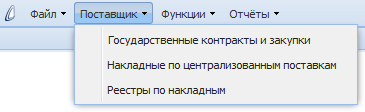 Файл Поставщик Функции Отчёты
Государственные контракты и закупки
Накладные по централизованным поставкам
Реестры по накладным